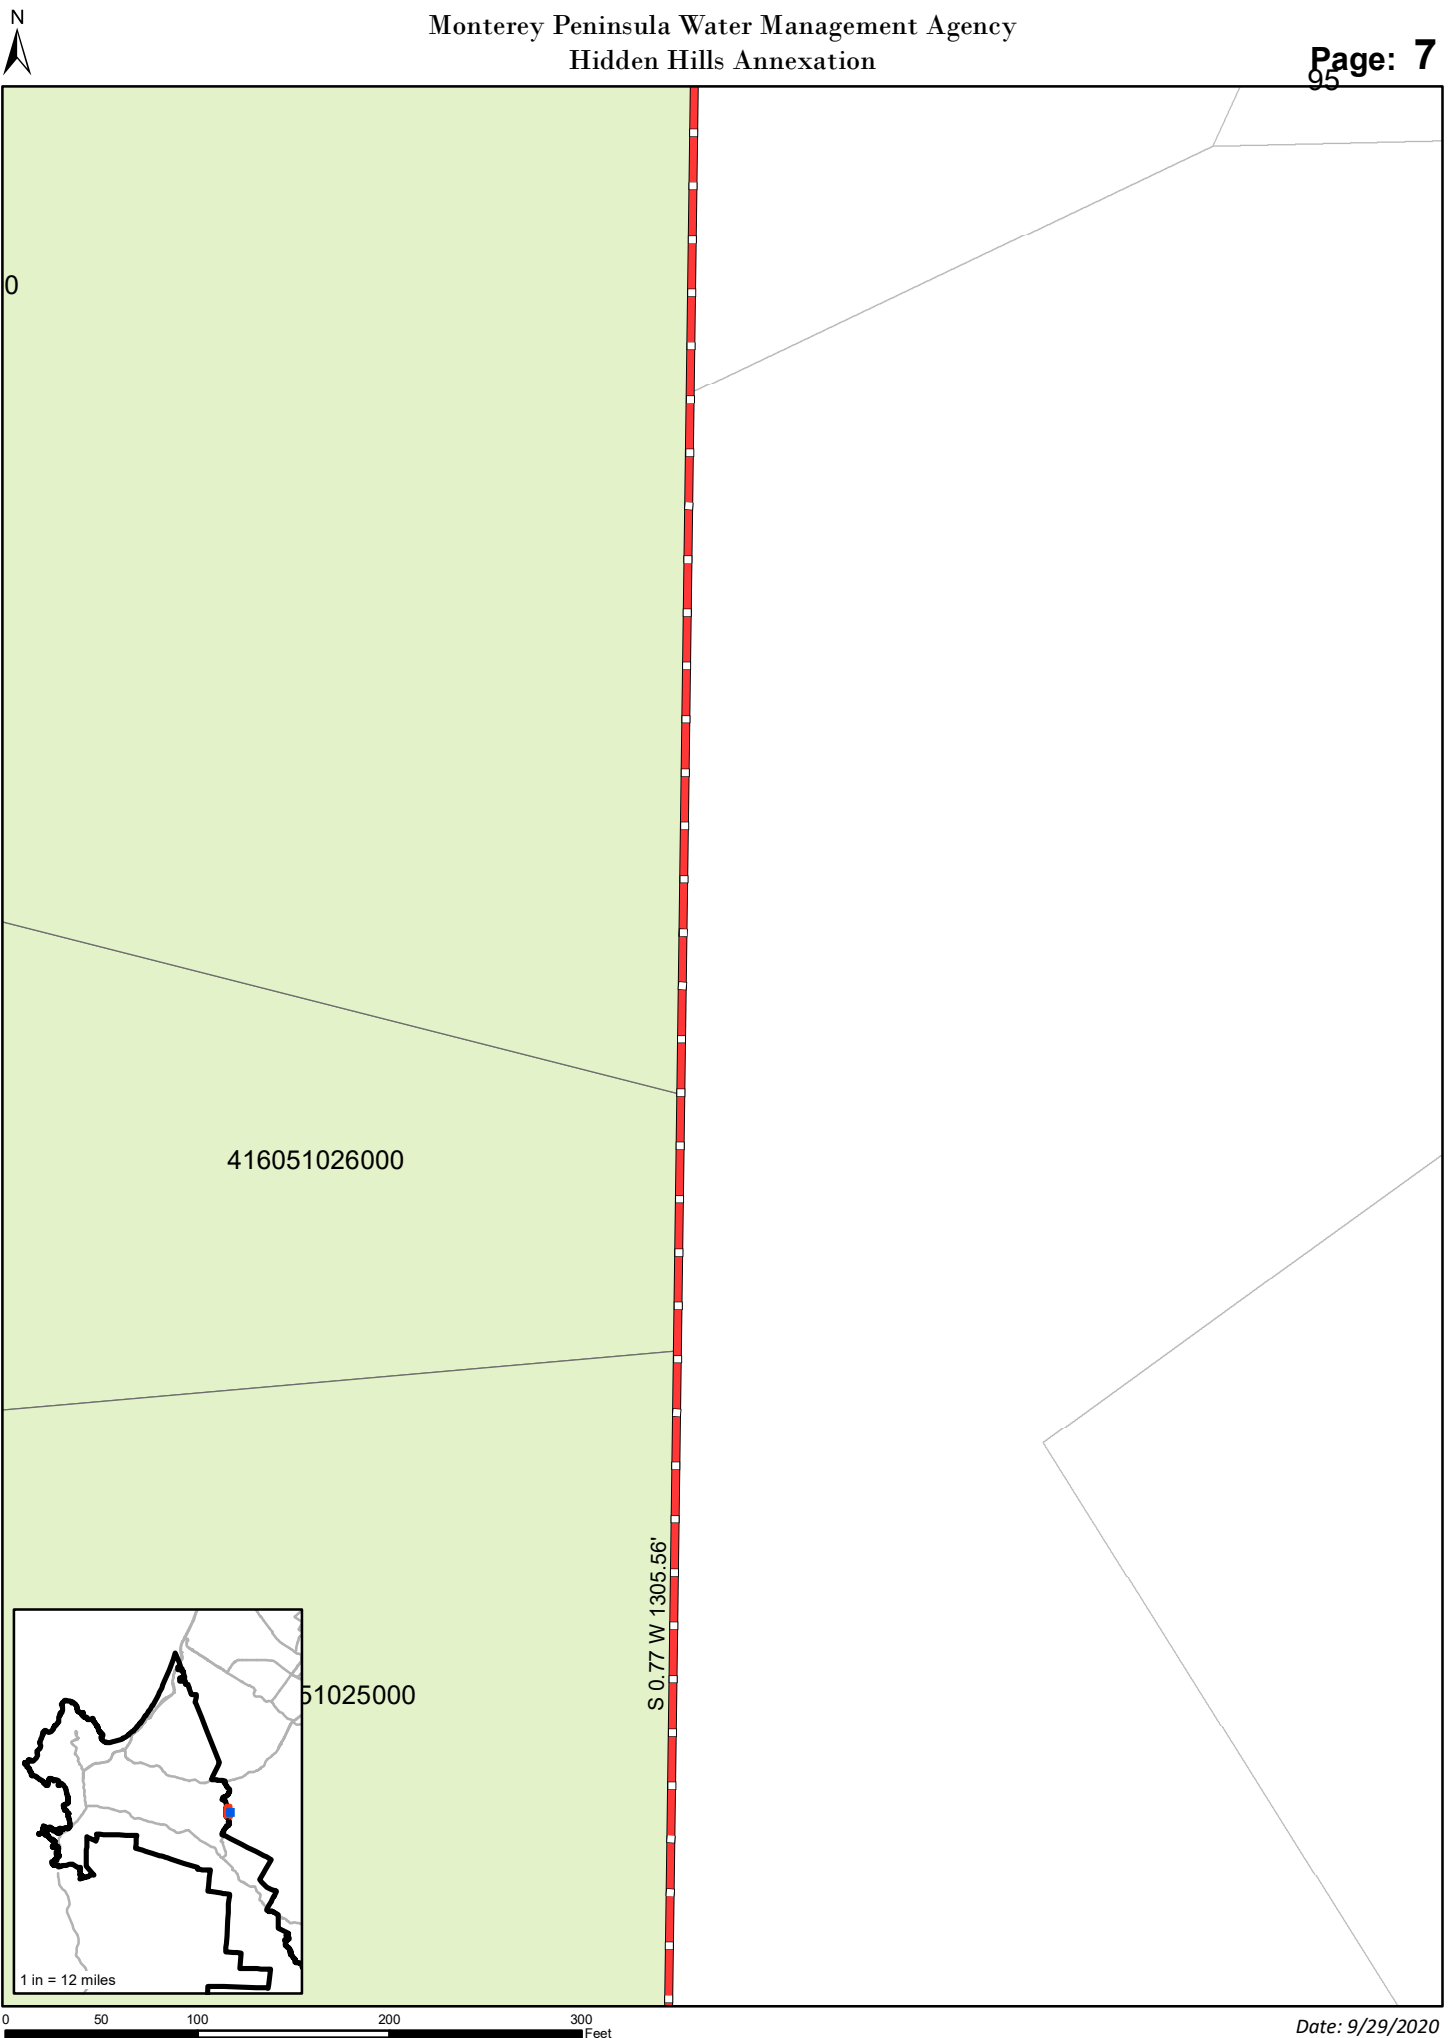 N
Monterey Peninsula Water Management Agency
Hidden Hills Annexation
Page: 7
95
0
416051026000
S 0.77 W 1305.56'
51025000
1 in = 12 miles
0 50 100 200 300
Feet
Date: 9/29/2020